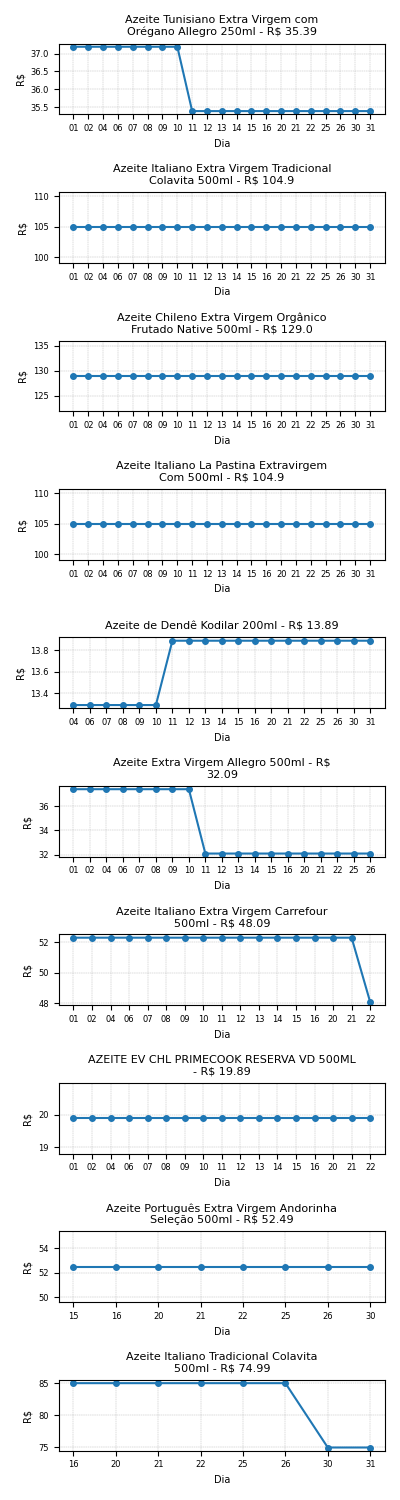 Azeite Tunisiano Extra Virgem com
Orégano Allegro 250ml - R$ 35.39
37.0
36.5
36.0
35.5
R$
01 02 04 06 07 08 09 10 11 12 13 14 15 16 20 21 22 25 26 30 31
Dia
Azeite Italiano Extra Virgem Tradicional
Colavita 500ml - R$ 104.9
110
105
100
R$
01 02 04 06 07 08 09 10 11 12 13 14 15 16 20 21 22 25 26 30 31
Dia
Azeite Chileno Extra Virgem Orgânico
Frutado Native 500ml - R$ 129.0
135
130
125
R$
01 02 04 06 07 08 09 10 11 12 13 14 15 16 20 21 22 25 26 30 31
Dia
Azeite Italiano La Pastina Extravirgem
Com 500ml - R$ 104.9
110
105
100
R$
01 02 04 06 07 08 09 10 11 12 13 14 15 16 20 21 22 25 26 30 31
Dia
Azeite de Dendê Kodilar 200ml - R$ 13.89
13.8
13.6
13.4
R$
04 06 07 08 09 10 11 12 13 14 15 16 20 21 22 25 26 30 31
Dia
Azeite Extra Virgem Allegro 500ml - R$
32.09
36
34
32
R$
01 02 04 06 07 08 09 10 11 12 13 14 15 16 20 21 22 25 26
Dia
Azeite Italiano Extra Virgem Carrefour
500ml - R$ 48.09
52
50
48
R$
01 02 04 06 07 08 09 10 11 12 13 14 15 16 20 21 22
Dia
AZEITE EV CHL PRIMECOOK RESERVA VD 500ML
- R$ 19.89
20
19
R$
01 02 04 06 07 08 09 10 11 12 13 14 15 16 20 21 22
Dia
Azeite Português Extra Virgem Andorinha
Seleção 500ml - R$ 52.49
54
52
50
R$
15 16 20 21 22 25 26 30
Dia
Azeite Italiano Tradicional Colavita
500ml - R$ 74.99
85
80
75
R$
16 20 21 22 25 26 30 31
Dia